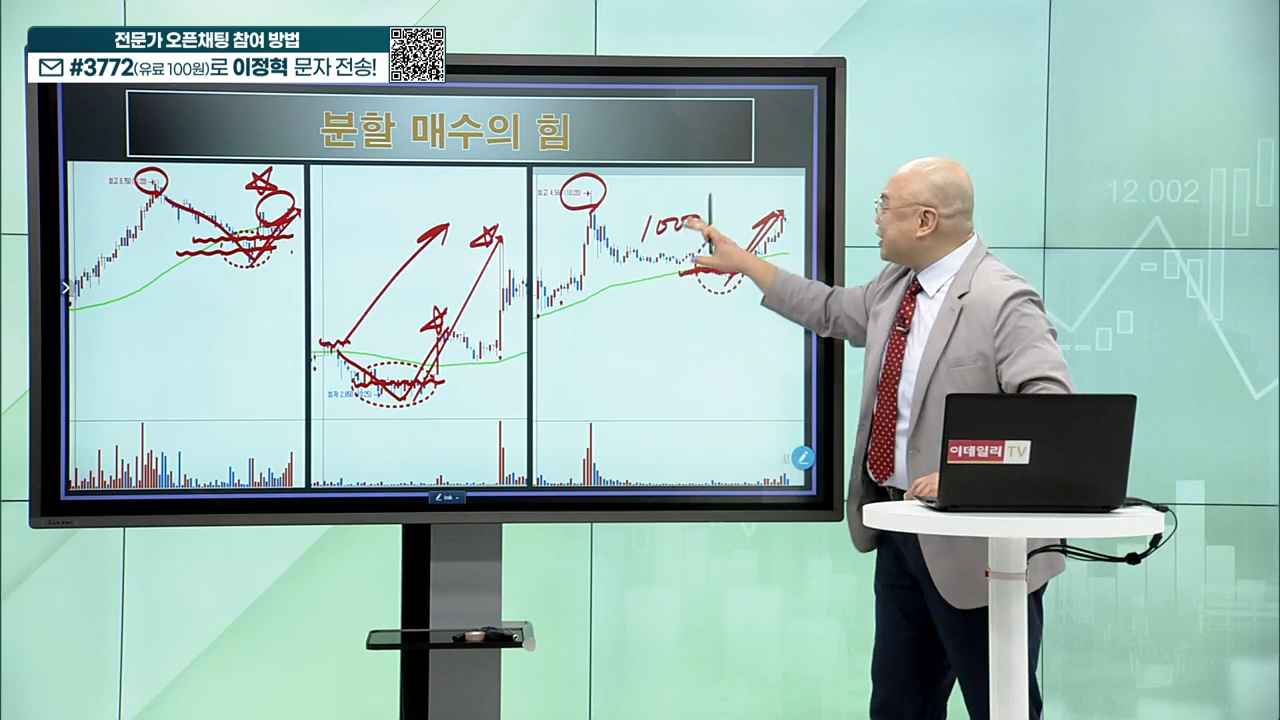 전문가 오픈채팅 참여 방법
#3772(유료 100원)로 이정혁 문자 전송!
분할 매수의 힘
12.002
1000
이데일리 TV